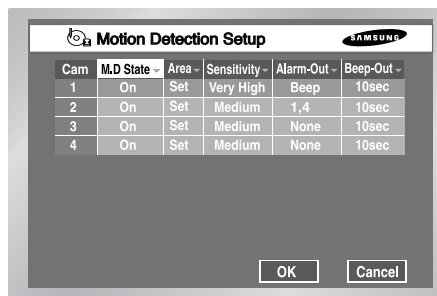 Motion Detection Setup
SAMSUNG
Cam M.D State Area Sensitivity Alarm-Out Beep-Out
1 On Set Very High Beep 10sec
2 On Set Medium 1,4 10sec
3 On Set Medium None 10sec
4 On Set Medium None 10sec
OK Cancel